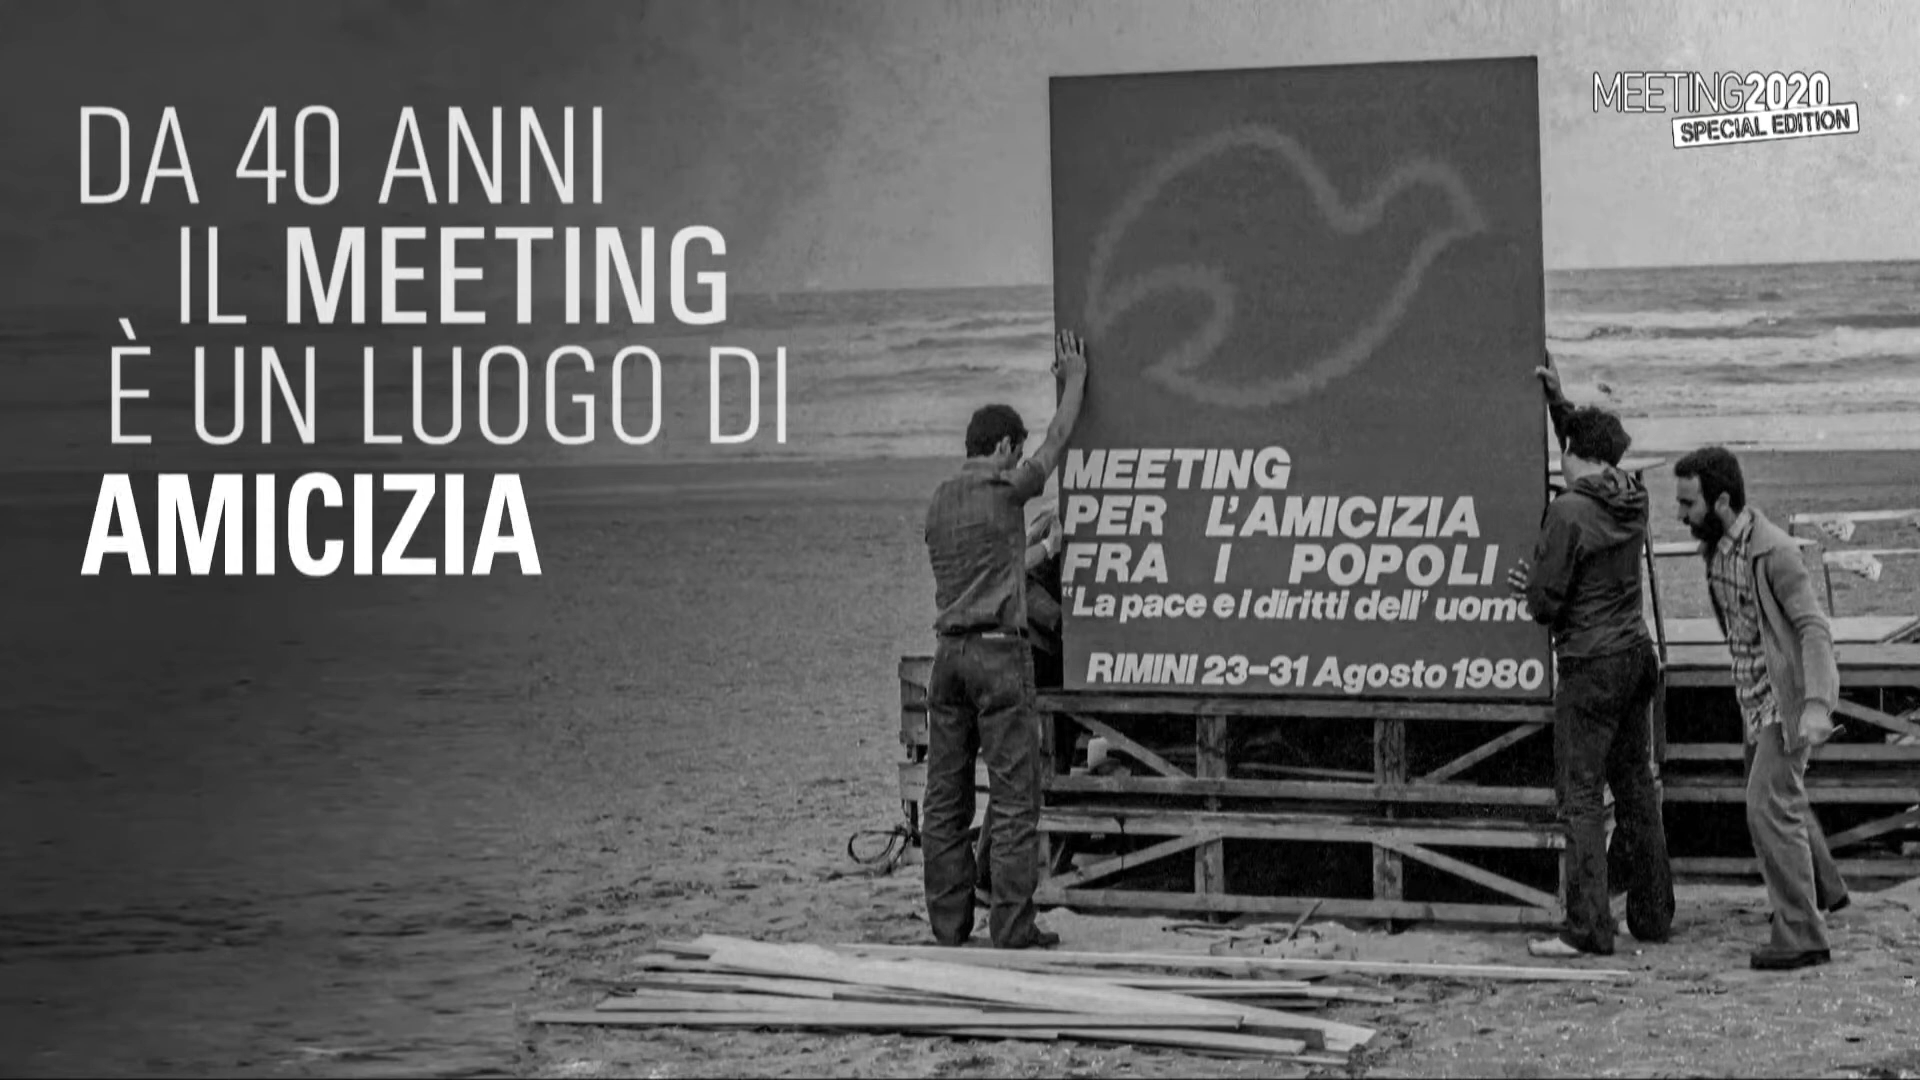 DA 40 ANNI
IL MEETING
È UN LUOGO DI
AMICIZIA
MEETING2020
SPECIAL EDITION
MEETING
PER L'AMICIZIA
FRA I POPOLI
"La pace e i diritti dell' uomo
RIMINI 23-31 Agosto 1980